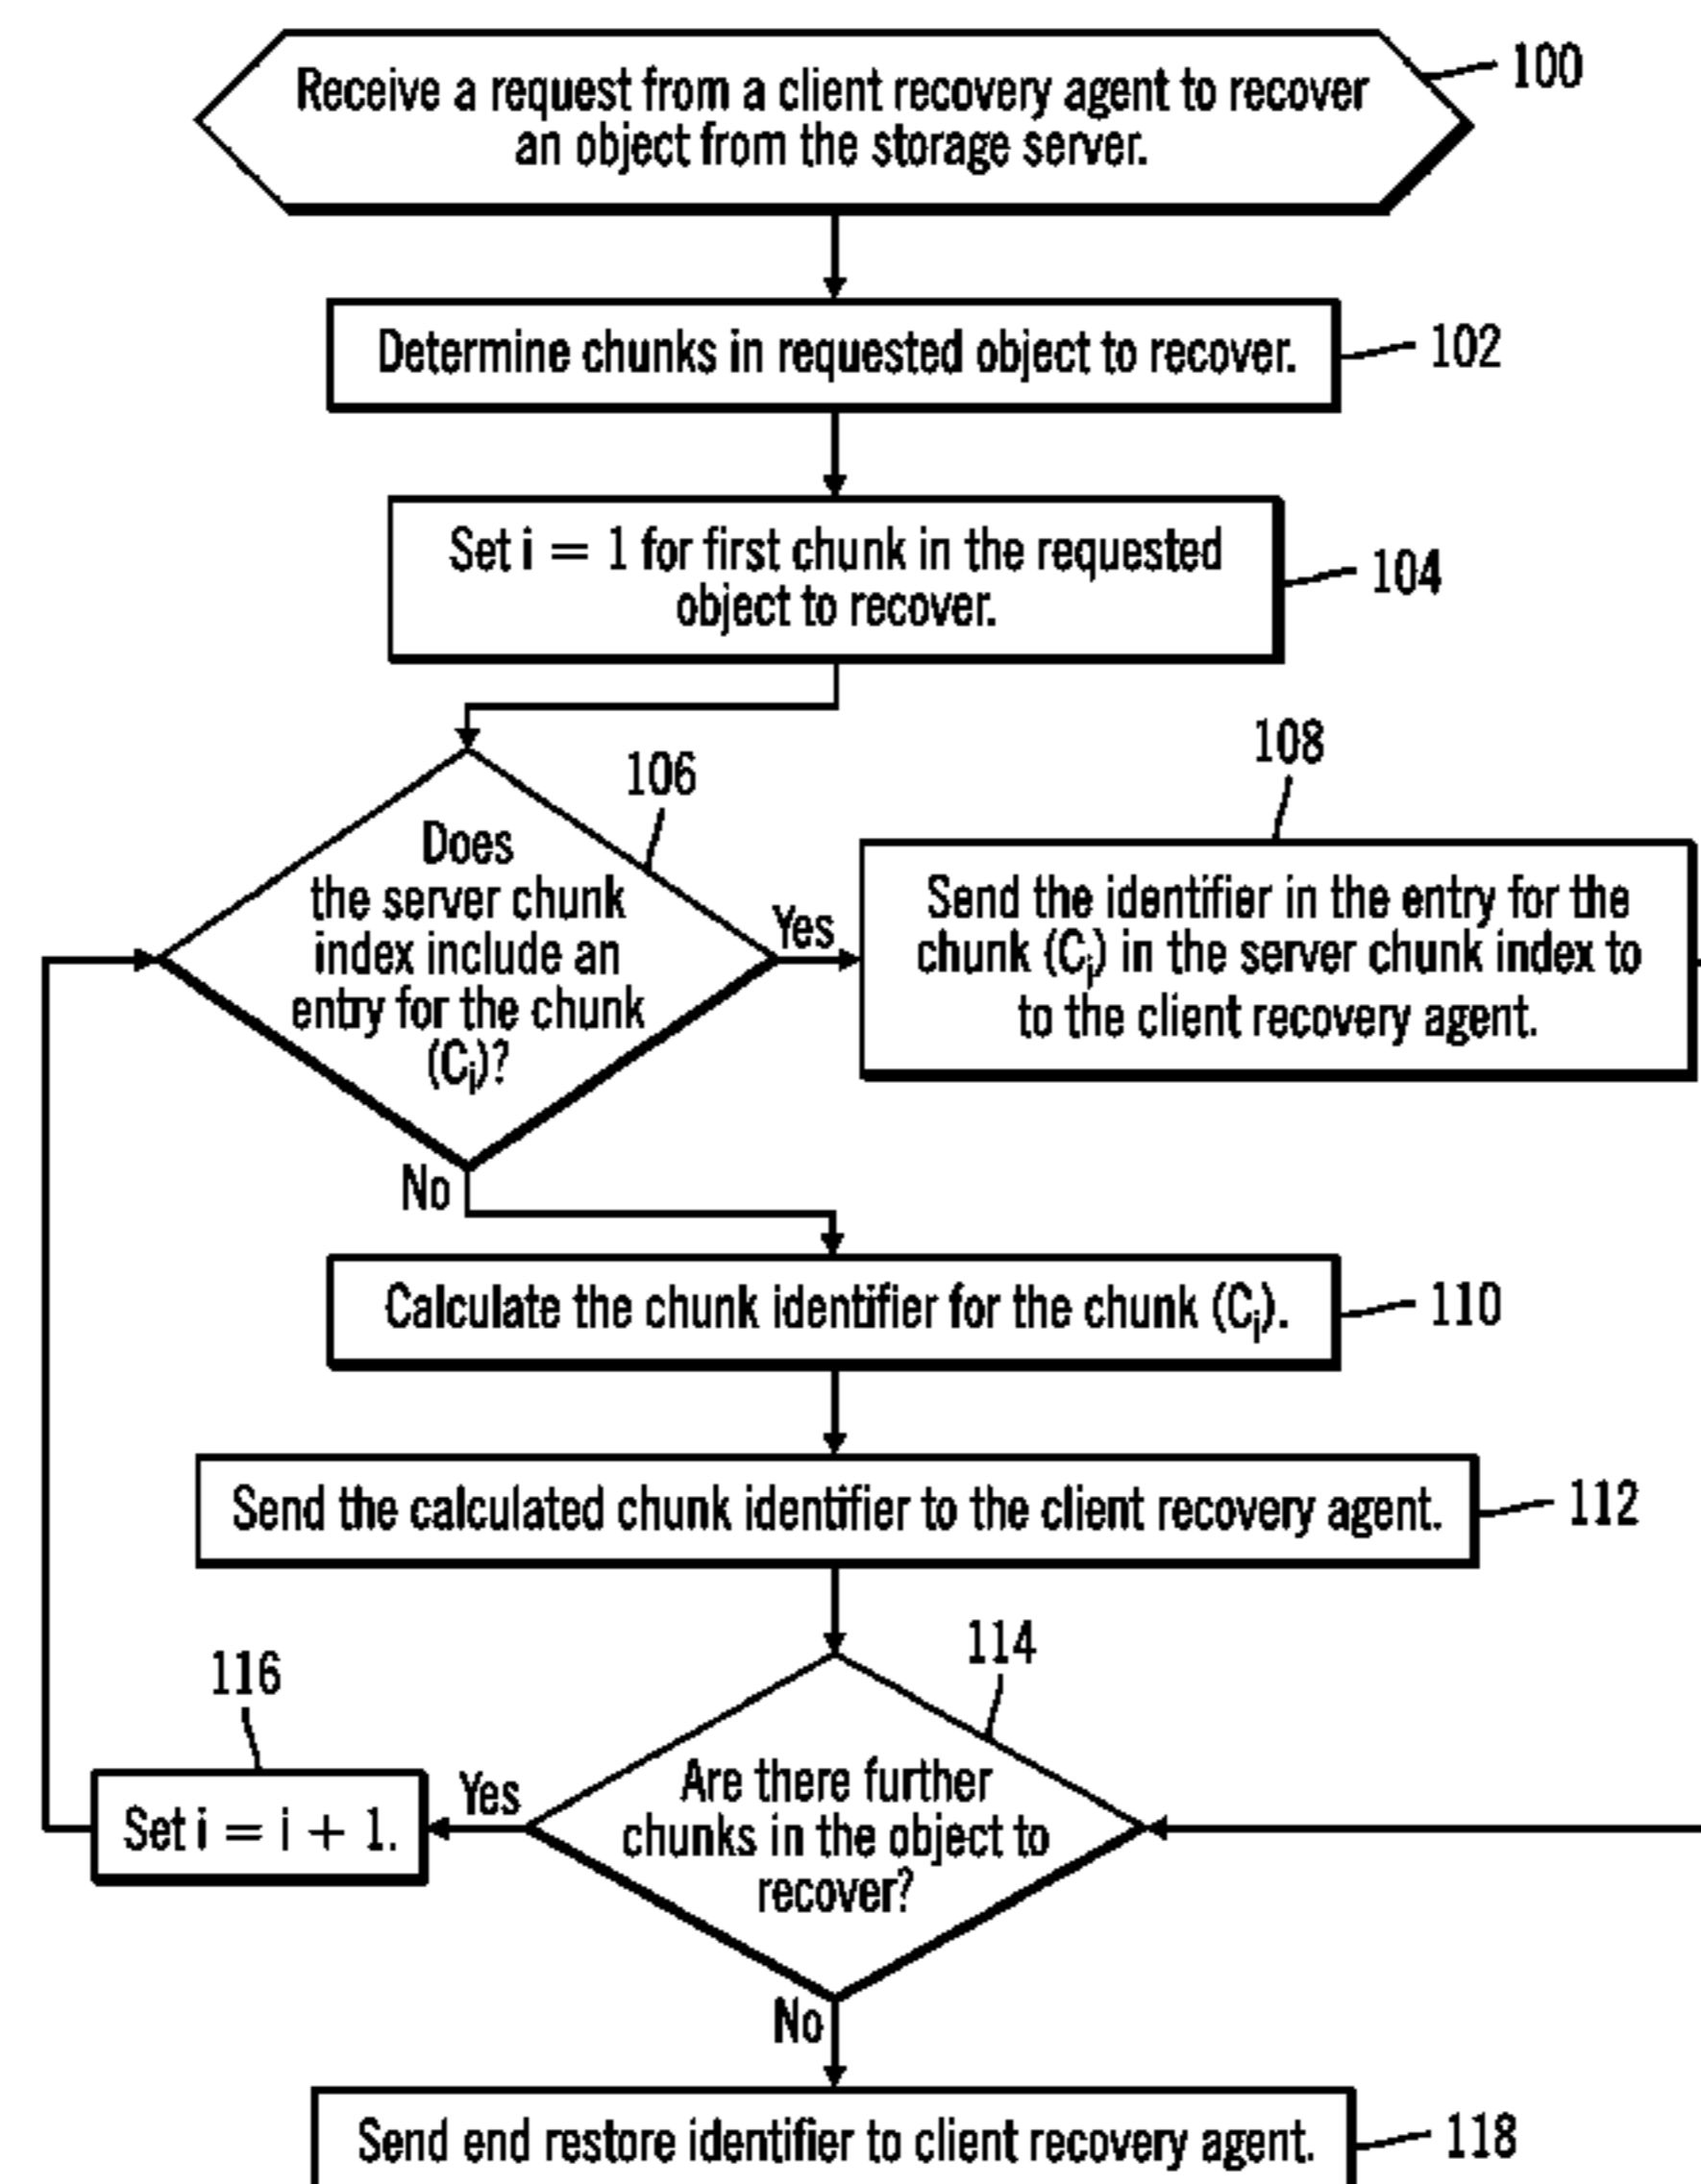 Receive a request from a client recovery agent to recover
an object from the storage server.
100
Determine chunks in requested object to recover.
102
Set i = 1 for first chunk in the requested
object to recover.
104
106
Does
the server chunk
index include an
entry for the chunk
(Ci)?
Yes
No
108
Send the identifier in the entry for the
chunk (Ci) in the server chunk index to
to the client recovery agent.
Calculate the chunk identifier for the chunk (Ci).
110
Send the calculated chunk identifier to the client recovery agent.
112
114
Are there further
chunks in the object to
recover?
Yes
116
Set i = i + 1.
No
Send end restore identifier to client recovery agent.
118